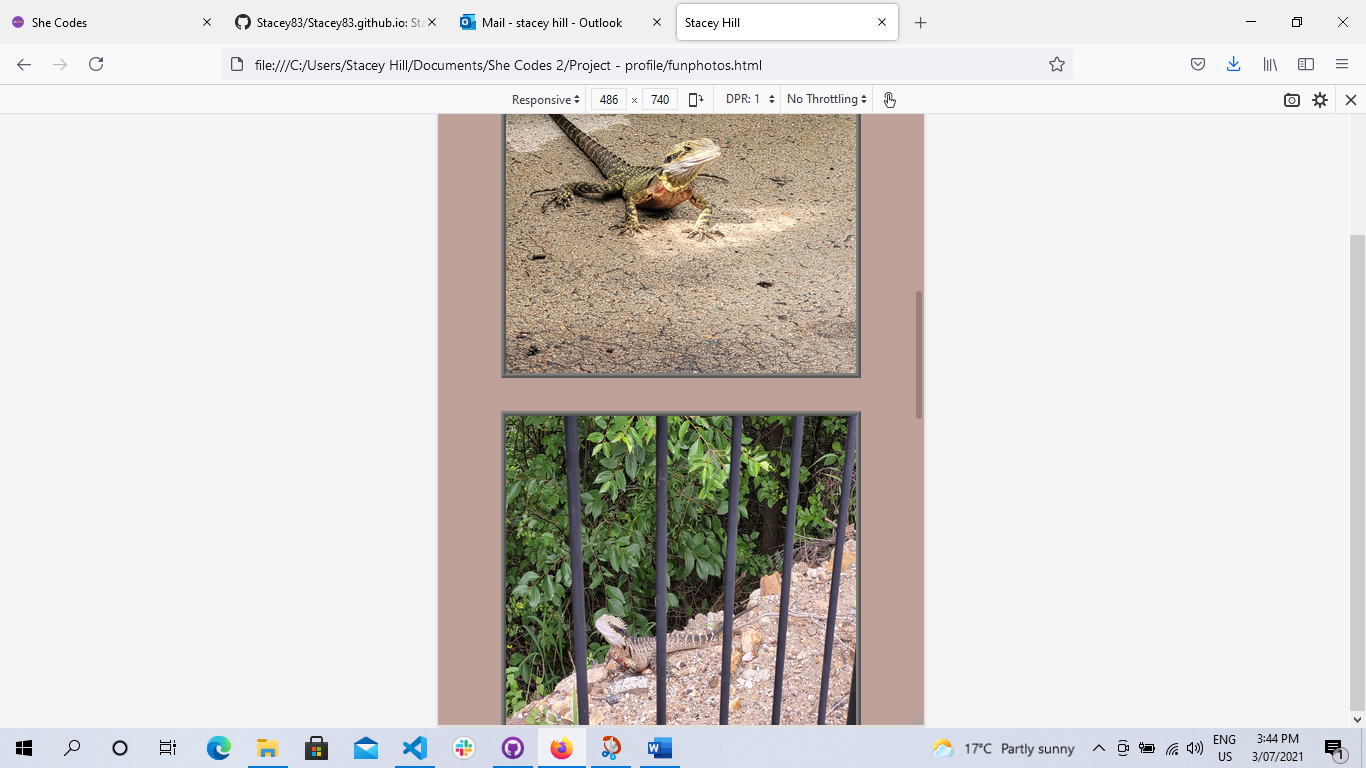 She Codes
Stacey83/Stacey83.github.io: Sta
Mail - stacey hill - Outlook
Stacey Hill
file:///C:/Users/Stacey Hill/Documents/She Codes 2/Project - profile/funphotos.html
Responsive 486 × 740 DPR: 1 No Throttling
17°C Partly sunny
ENG
US
3:44 PM
3/07/2021
1